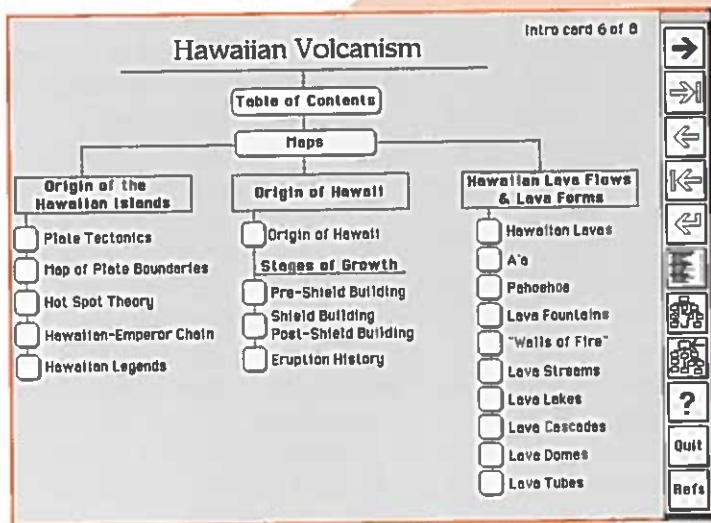 Intro card 6 of 8
Hawaiian Volcanism
Table of Contents
Maps
Origin of the
Hawaiian Islands
Plate Tectonics
Map of Plate Boundaries
Hot Spot Theory
Hawaiian-Emperor Chain
Hawaiian Legends
Origin of Hawaii
Origin of Hawaii
Stages of Growth
Pre-Shield Building
Shield Building
Post-Shield Building
Eruption History
Hawaiian Lava Flows
& Lava Forms
Hawaiian Lavas
A'a
Pahoehoe
Lava Fountains
"Walls of Fire"
Lava Streams
Lava Lakes
Lava Cascades
Lava Domes
Lava Tubes
?
Quit
Refs